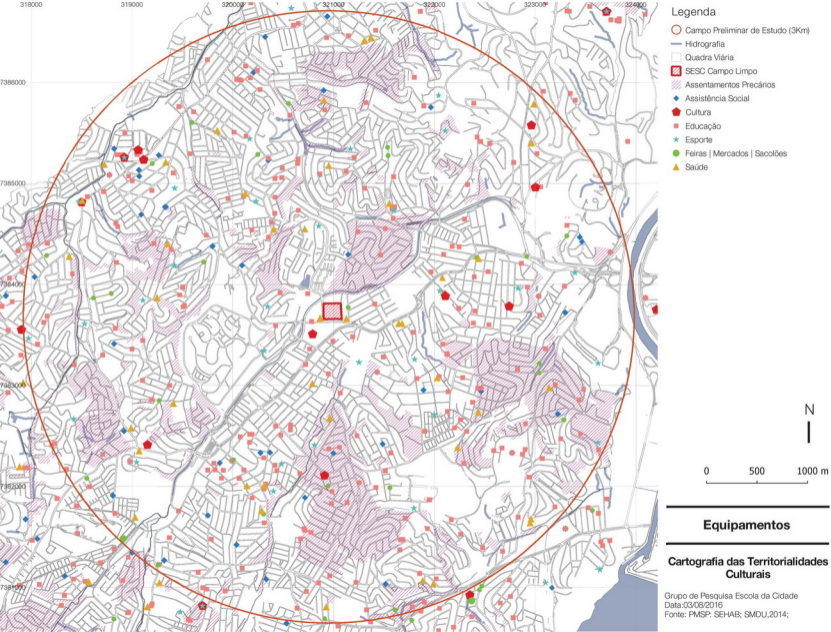 318000 319000 320000 321000 322000 323000 324000
7386000
7385000
7384000
7383000
7382000
7381000
Legenda
Campo Preliminar de Estudo (3Km)
Hidrografia
Quadra Viária
SESC Campo Limpo
Assentamentos Precários
Assistência Social
Cultura
Educação
Esporte
Feiras | Mercados | Sacolões
Saúde
N
0 500 1000 m
Equipamentos
Cartografia das Territorialidades
Culturais
Grupo de Pesquisa Escola da Cidade
Data:03/08/2016
Fonte: PMSP: SEHAB; SMDU,2014;